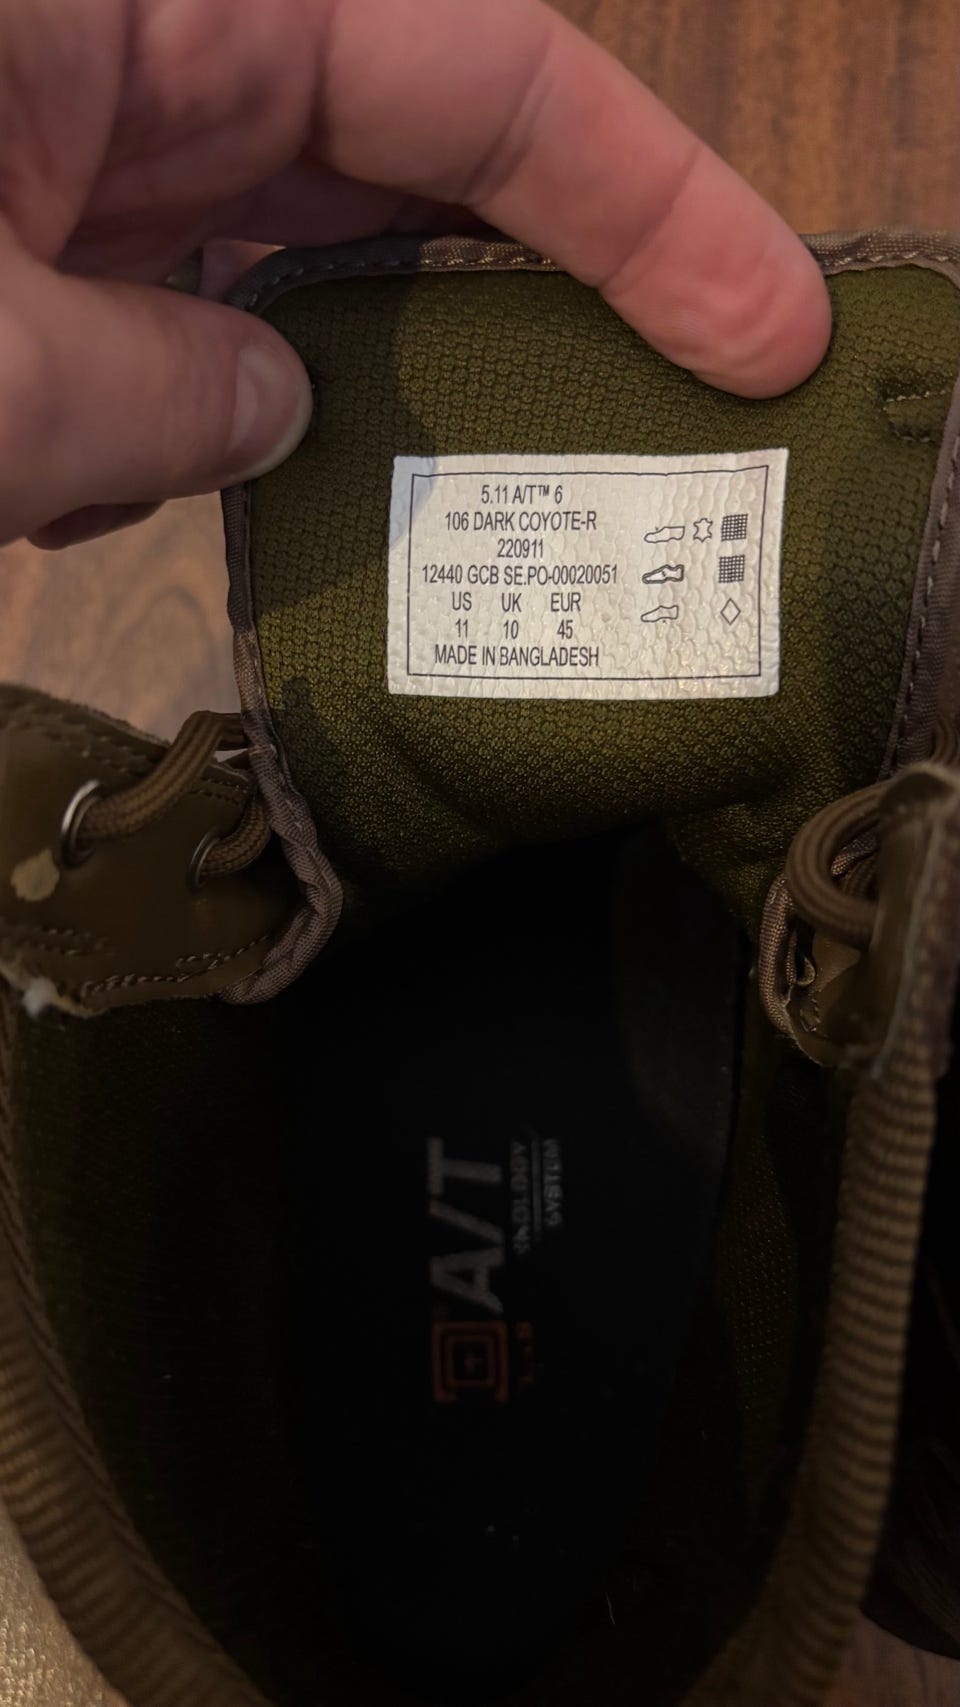 5.11 A/T™ 6
106 DARK COYOTE-R
220911
12440 GCB SE.PO-00020051
US UK EUR
11 10 45
MADE IN BANGLADESH
A/T
SYSTEM